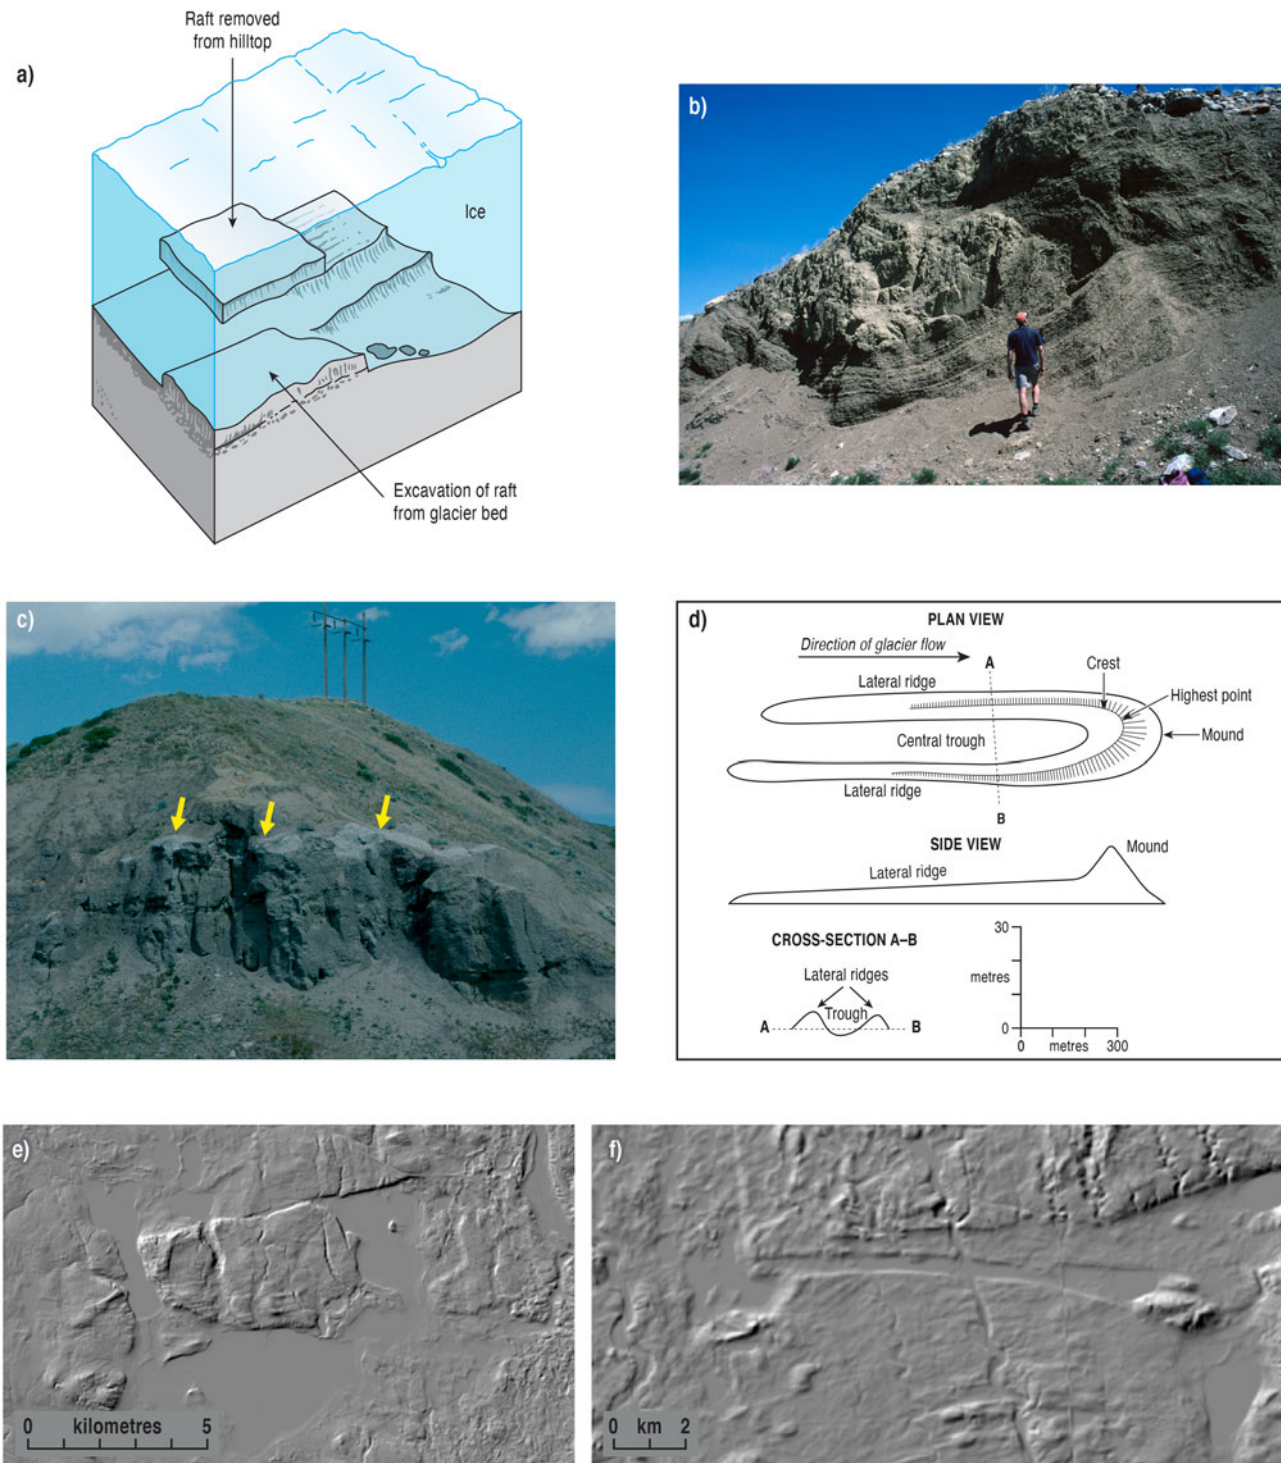 a)
Raft removed
from hilltop
Ice
Excavation of raft
from glacier bed
b)
c)
d)
PLAN VIEW
Direction of glacier flow
A
Crest
Lateral ridge
Highest point
Central trough
Mound
Lateral ridge
B
SIDE VIEW
Mound
Lateral ridge
CROSS-SECTION A–B
30
metres
Lateral ridges
Trough
A
B
0
0 metres 300
e)
0 kilometres 5
f)
0 km 2